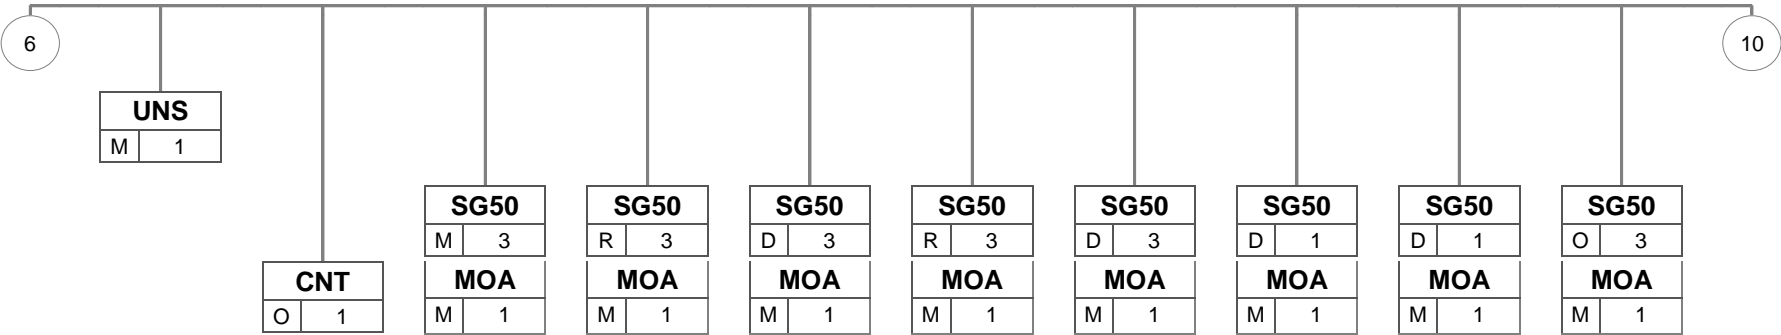 6 10
UNS
M 1
SG50 SG50 SG50 SG50 SG50 SG50 SG50 SG50
M 3 R 3 D 3 R 3 D 3 D 1 D 1 O 3
CNT MOA MOA MOA MOA MOA MOA MOA MOA
O 1 M 1 M 1 M 1 M 1 M 1 M 1 M 1 M 1